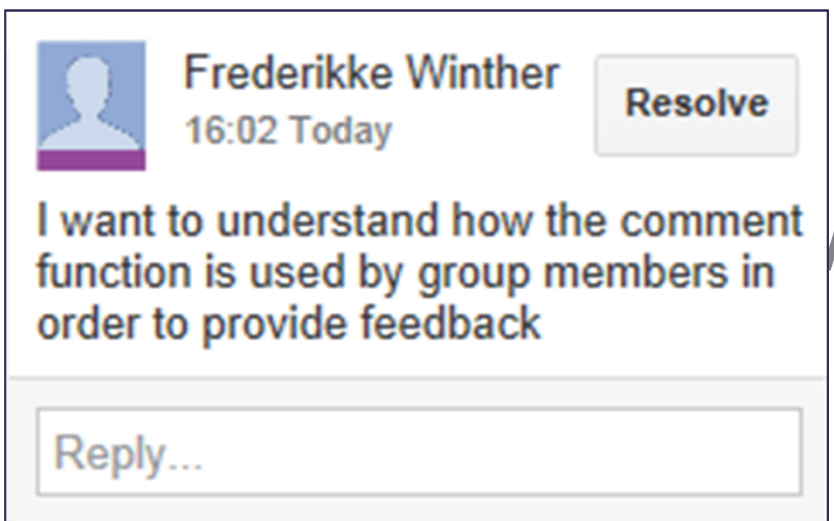 Frederikke Winther
16:02 Today
Resolve
I want to understand how the comment
function is used by group members in
order to provide feedback
Reply...